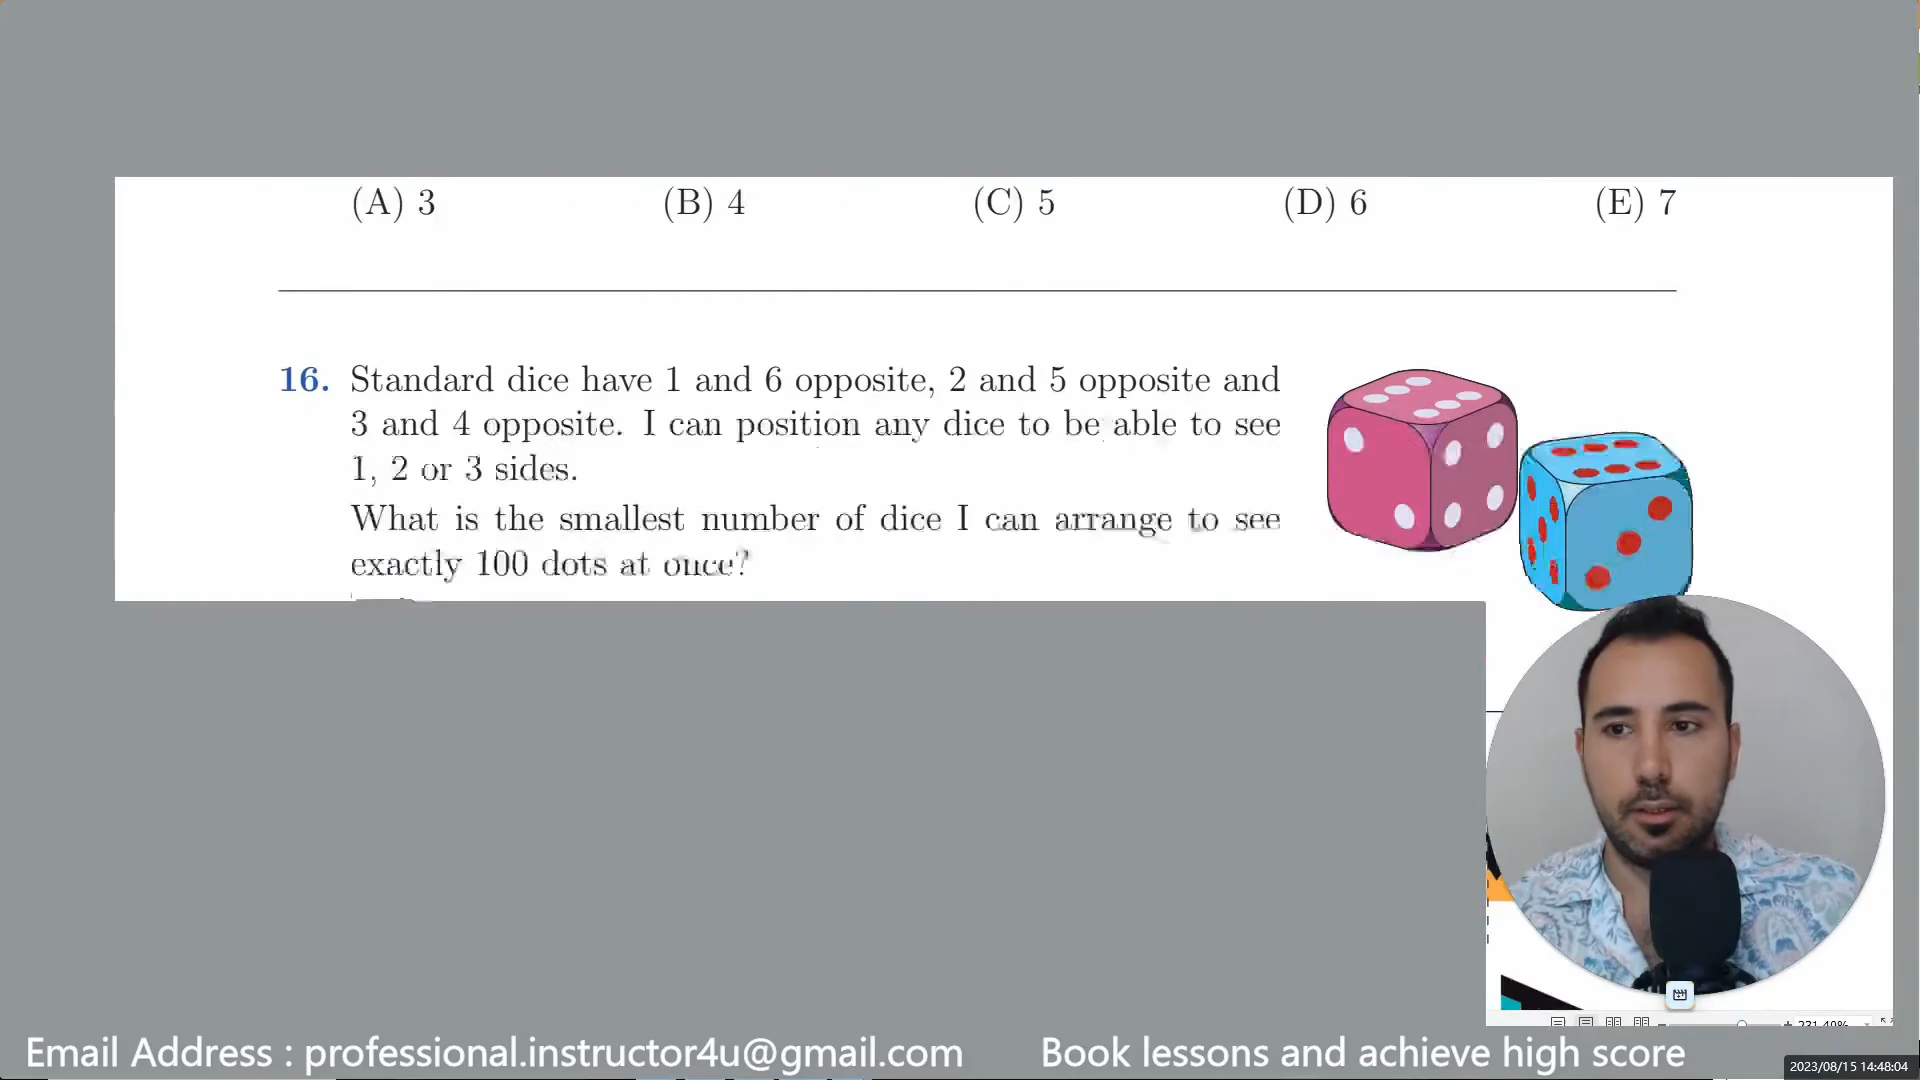 (A) 3 (B) 4 (C) 5 (D) 6 (E) 7
16. Standard dice have 1 and 6 opposite, 2 and 5 opposite and
3 and 4 opposite. I can position any dice to be able to see
1, 2 or 3 sides.
What is the smallest number of dice I can arrange to see
exactly 100 dots at once?
231.40%
Email Address : professional.instructor4u@gmail.com Book lessons and achieve high score
2023/08/15 14:48:04